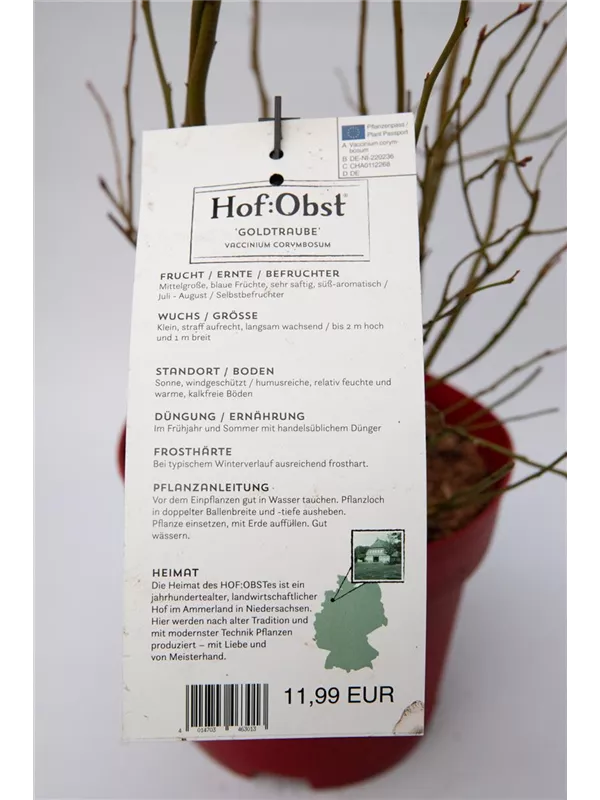 Pflanzenpass /
Plant Passport
A Vaccinium corym-
bosum
B DE-NI-220236
C CHA0112268
D DE
Hof:Obst®
'GOLDTRAUBE'
VACCINIUM CORYMBOSUM
FRUCHT / ERNTE / BEFRUCHTER
Mittelgroße, blaue Früchte, sehr saftig, süß-aromatisch /
Juli - August / Selbstbefruchter
WUCHS / GRÖSSE
Klein, straff aufrecht, langsam wachsend / bis 2 m hoch
und 1 m breit
STANDORT / BODEN
Sonne, windgeschützt / humusreiche, relativ feuchte und
warme, kalkfreie Böden
DÜNGUNG / ERNÄHRUNG
Im Frühjahr und Sommer mit handelsüblichem Dünger
FROSTHÄRTE
Bei typischem Winterverlauf ausreichend frosthart.
PFLANZANLEITUNG
Vor dem Einpflanzen gut in Wasser tauchen. Pflanzloch
in doppelter Ballenbreite und -tiefe ausheben.
Pflanze einsetzen, mit Erde auffüllen. Gut
wässern.
HEIMAT
Die Heimat des HOF:OBSTes ist ein
jahrhundertealter, landwirtschaftlicher
Hof im Ammerland in Niedersachsen.
Hier werden nach alter Tradition und
mit modernster Technik Pflanzen
produziert – mit Liebe und
von Meisterhand.
11,99 EUR
4 014703 463013